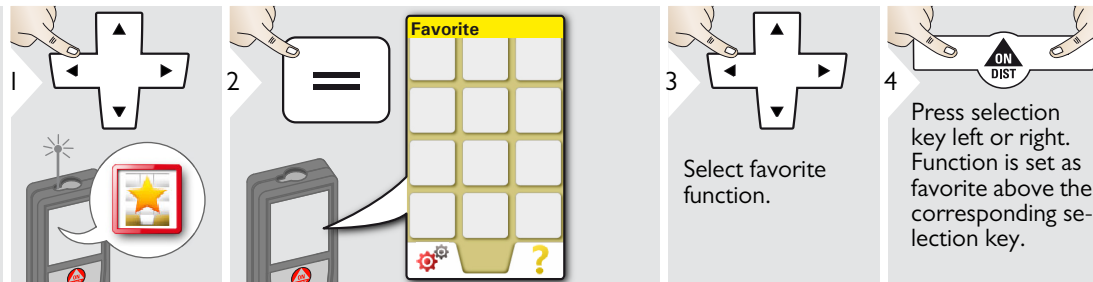 1
2
Favorite
?
3
Select favorite
function.
4
ON
DIST
Press selection
key left or right.
Function is set as
favorite above the
corresponding se-
lection key.